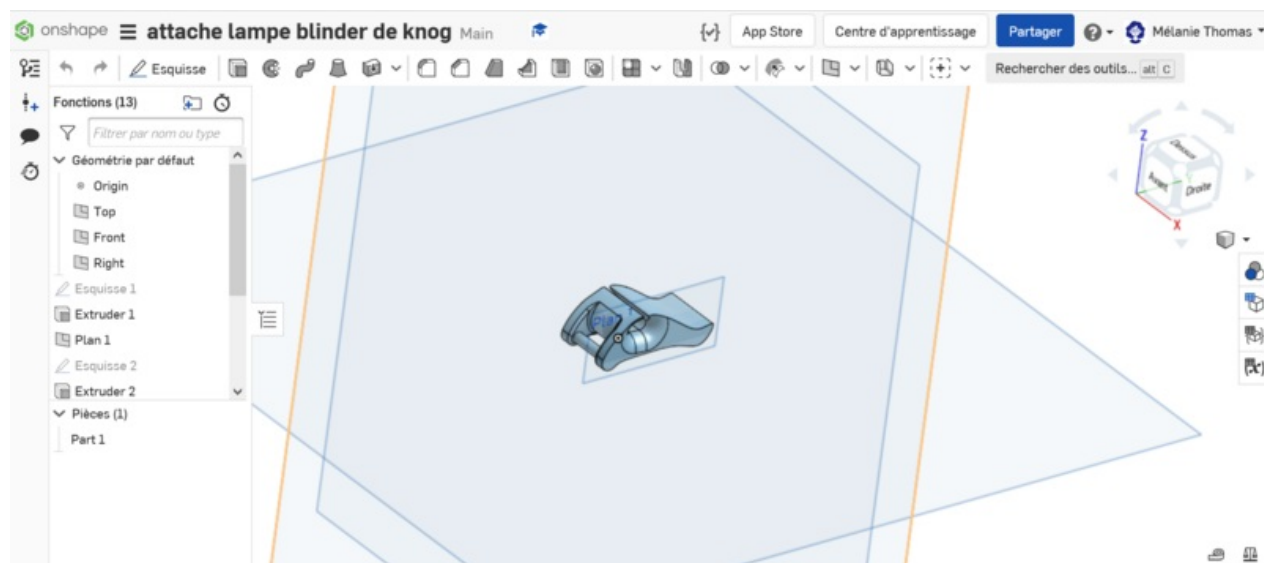 onshape attache lampe blinder de knog Main App Store Centre d'apprentissage Partager Mélanie Thomas
Esquisse Rechercher des outils... alt C
Fonctions (13)
Filtrer par nom ou type
Géométrie par défaut
Origin
Top
Front
Right
Esquisse 1
Extruder 1
Plan 1
Esquisse 2
Extruder 2
Pièces (1)
Part 1
Z
Avant
Droite
X